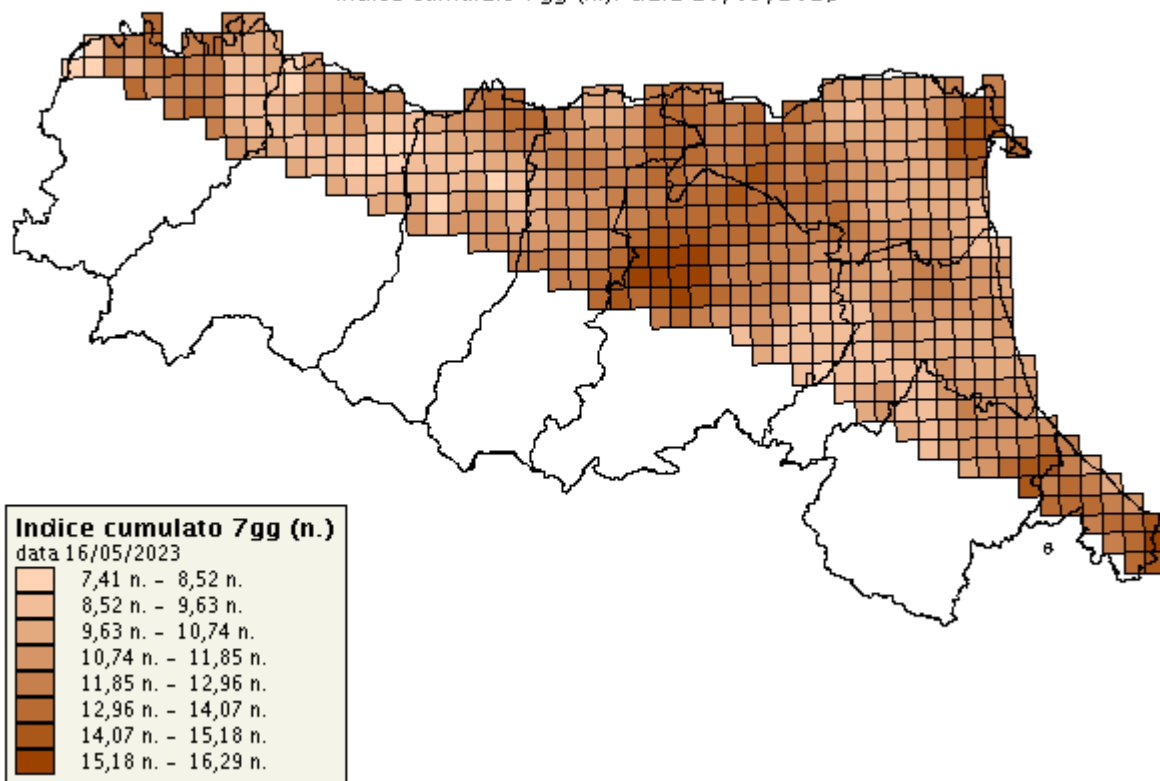 Indice cumulato 7gg (n.)
data 16/05/2023
7,41 n. - 8,52 n.
8,52 n. - 9,63 n.
9,63 n. - 10,74 n.
10,74 n. - 11,85 n.
11,85 n. - 12,96 n.
12,96 n. - 14,07 n.
14,07 n. - 15,18 n.
15,18 n. - 16,29 n.